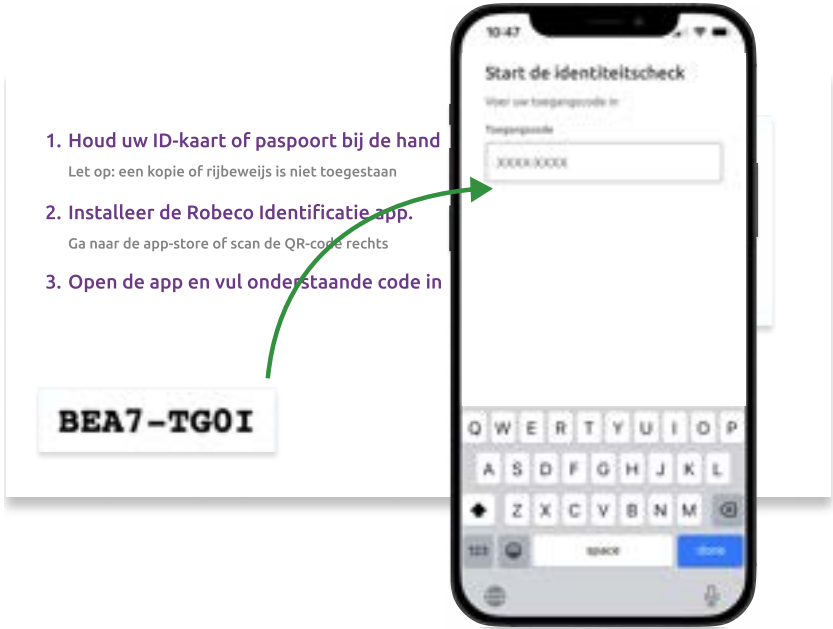 1. Houd uw ID-kaart of paspoort bij de hand
Let op: een kopie of rijbewijs is niet toegestaan
2. Installeer de Robeco Identificatie app.
Ga naar de app-store of scan de QR-code rechts
3. Open de app en vul onderstaande code in
BEA7-TG0I
10:47
Start de identiteitscheck
Voer uw toegangscode in
Toegangscode
XXXX-XXXX
Q W E R T Y U I O P
A S D F G H J K L
Z X C V B N M
123 space done